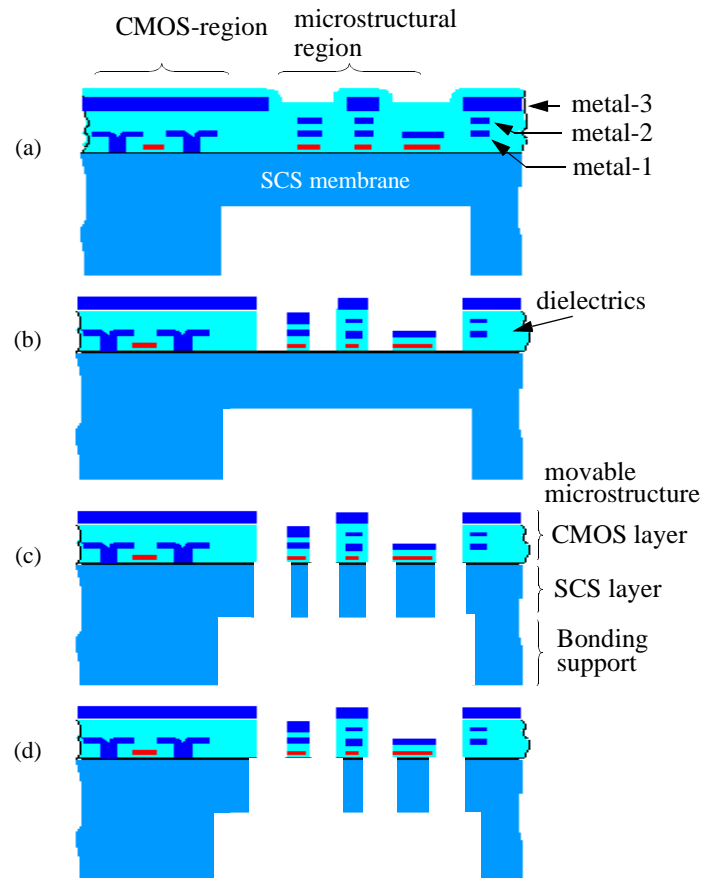 CMOS-region
microstructural
region
metal-3
metal-2
metal-1
(a)
SCS membrane
dielectrics
(b)
movable
microstructure
CMOS layer
(c)
SCS layer
Bonding
support
(d)